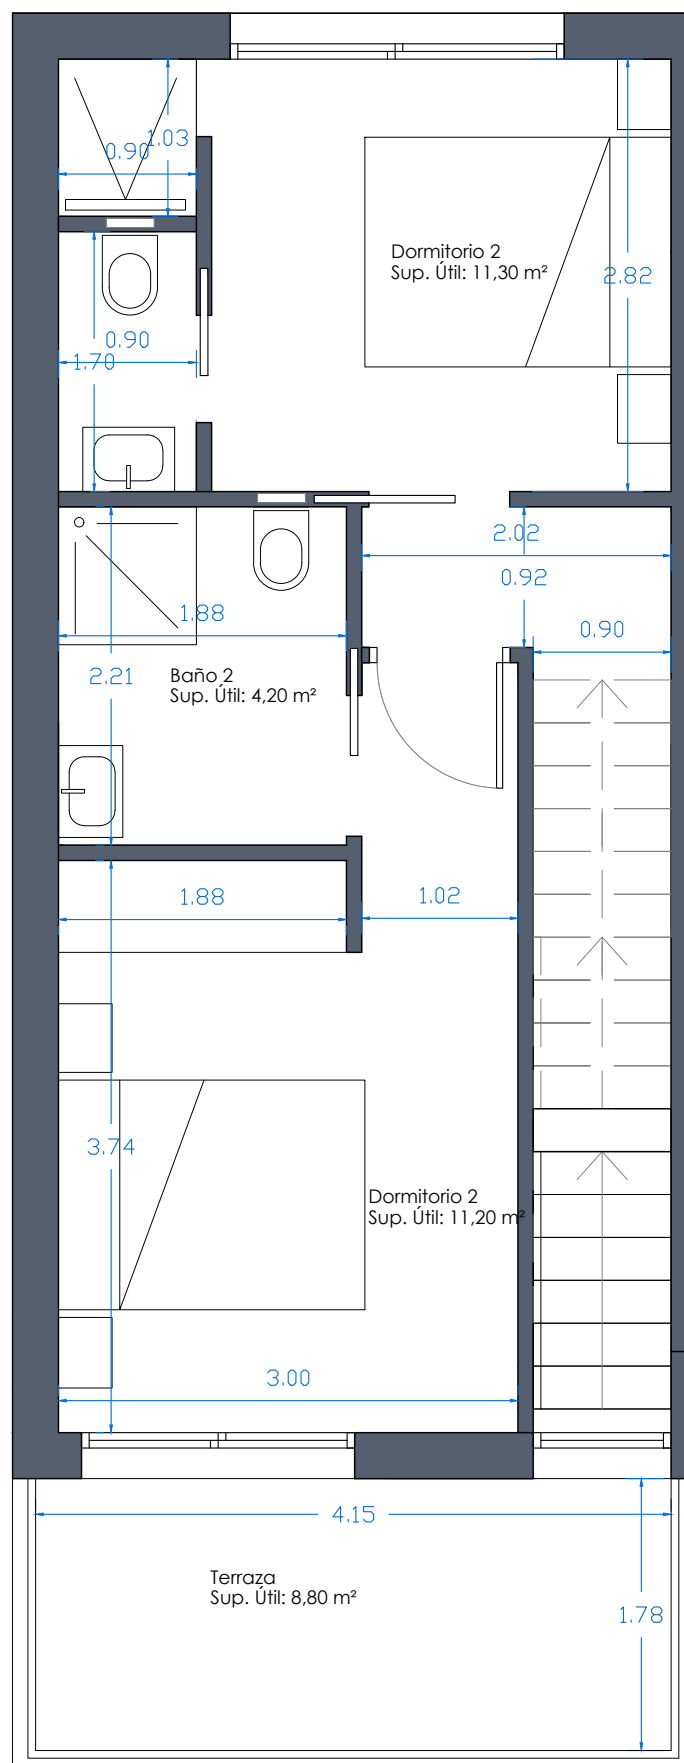 1.03
0.90
Dormitorio 2
Sup. Útil: 11,30 m²
2.82
0.90
1.70
2.02
0.92
1.88
0.90
2.21
Baño 2
Sup. Útil: 4,20 m²
1.88
1.02
3.74
Dormitorio 2
Sup. Útil: 11,20 m²
3.00
4.15
Terraza
Sup. Útil: 8,80 m²
1.78